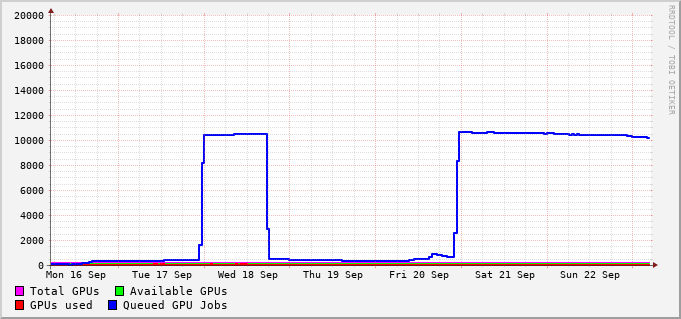 RRDTOOL / TOBI OETIKER
20000
18000
16000
14000
12000
10000
8000
6000
4000
2000
0
Mon 16 Sep Tue 17 Sep Wed 18 Sep Thu 19 Sep Fri 20 Sep Sat 21 Sep Sun 22 Sep
Total GPUs Available GPUs
GPUs used Queued GPU Jobs